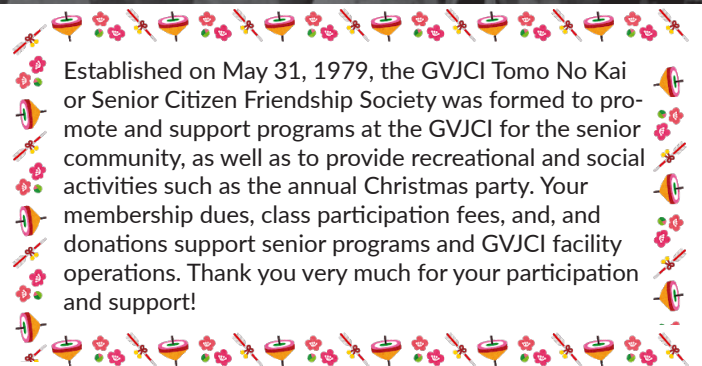 Established on May 31, 1979, the GVJCI Tomo No Kai
or Senior Citizen Friendship Society was formed to pro-
mote and support programs at the GVJCI for the senior
community, as well as to provide recreational and social
activities such as the annual Christmas party. Your
membership dues, class participation fees, and, and
donations support senior programs and GVJCI facility
operations. Thank you very much for your participation
and support!